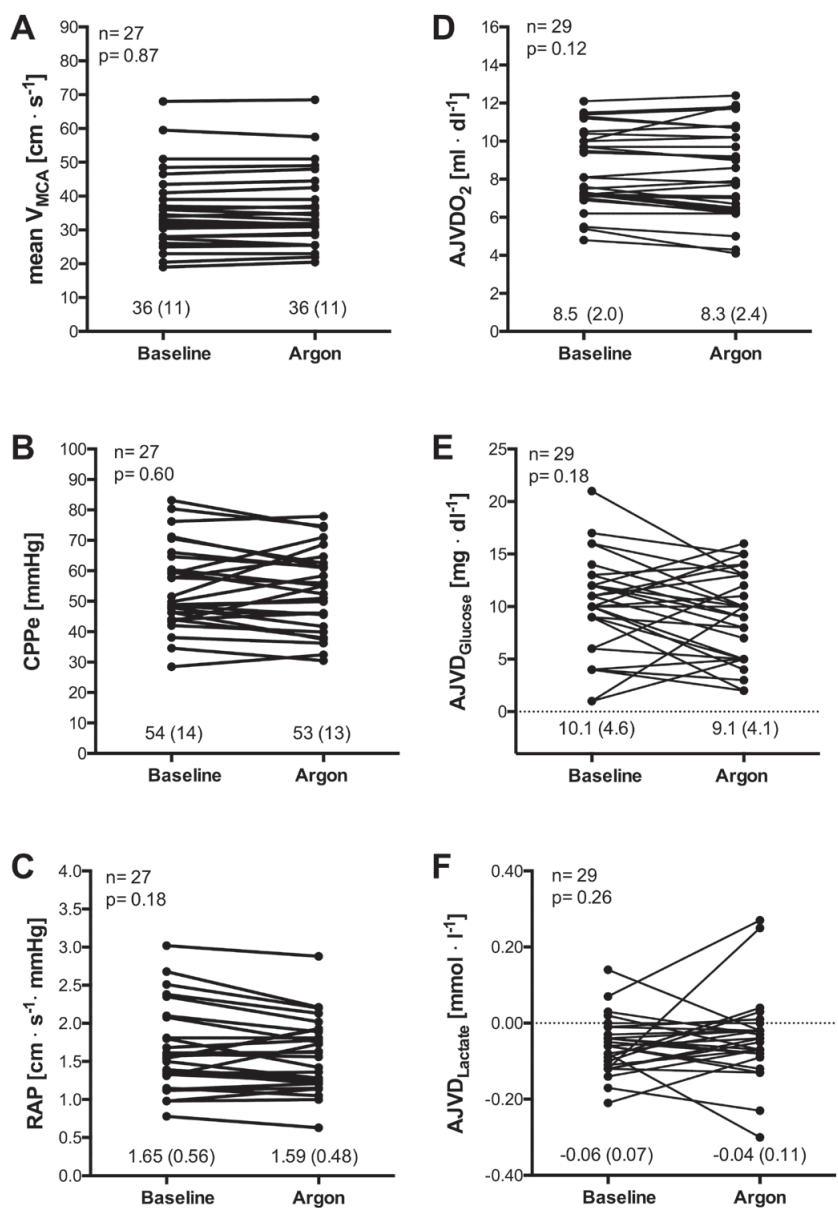 A
n= 27
p= 0.87
mean V_MCA [cm · s⁻¹]
90
80
70
60
50
40
30
20
10
0
36 (11)
36 (11)
Baseline
Argon
D
n= 29
p= 0.12
AJVDO₂ [ml · dl⁻¹]
16
14
12
10
8
6
4
2
0
8.5 (2.0)
8.3 (2.4)
Baseline
Argon
B
n= 27
p= 0.60
CPPe [mmHg]
100
90
80
70
60
50
40
30
20
10
0
54 (14)
53 (13)
Baseline
Argon
E
n= 29
p= 0.18
AJVD_Glucose [mg · dl⁻¹]
25
20
15
10
5
0
10.1 (4.6)
9.1 (4.1)
Baseline
Argon
C
n= 27
p= 0.18
RAP [cm · s⁻¹· mmHg]
4.0
3.5
3.0
2.5
2.0
1.5
1.0
0.5
0.0
1.65 (0.56)
1.59 (0.48)
Baseline
Argon
F
n= 29
p= 0.26
AJVD_Lactate [mmol · l⁻¹]
0.40
0.20
0.00
-0.20
-0.40
-0.06 (0.07)
-0.04 (0.11)
Baseline
Argon